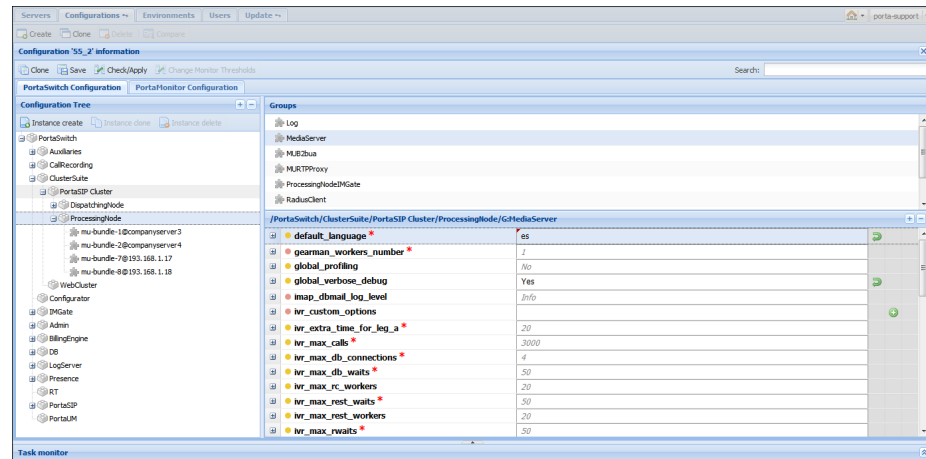 Servers Configurations Environments Users Update porta-support
Create Clone Delete Compare
Configuration '55_2' information
Clone Save Check/Apply Change Monitor Thresholds Search:
PortaSwitch Configuration PortaMonitor Configuration
Configuration Tree
Instance create Instance clone Instance delete
PortaSwitch
Auxiliaries
CallRecording
ClusterSuite
PortaSIP Cluster
DispatchingNode
ProcessingNode
mu-bundle-1@companyserver3
mu-bundle-2@companyserver4
mu-bundle-7@193.168.1.17
mu-bundle-8@193.168.1.18
WebCluster
Configurator
IMGate
Admin
BillingEngine
DB
LogServer
Presence
RT
PortaSIP
PortaUM
Groups
Log
MediaServer
MUB2bua
MURTPProxy
ProcessingNodeIMGate
RadiusClient
/PortaSwitch/ClusterSuite/PortaSIP Cluster/ProcessingNode/G:MediaServer
default_language * es
gearman_workers_number * 1
global_profiling No
global_verbose_debug Yes
imap_dbmail_log_level Info
ivr_custom_options
ivr_extra_time_for_leg_a * 20
ivr_max_calls * 3000
ivr_max_db_connections * 4
ivr_max_db_waits * 50
ivr_max_rc_workers 20
ivr_max_rest_waits * 50
ivr_max_rest_workers 20
ivr_max_rwaits * 50
Task monitor